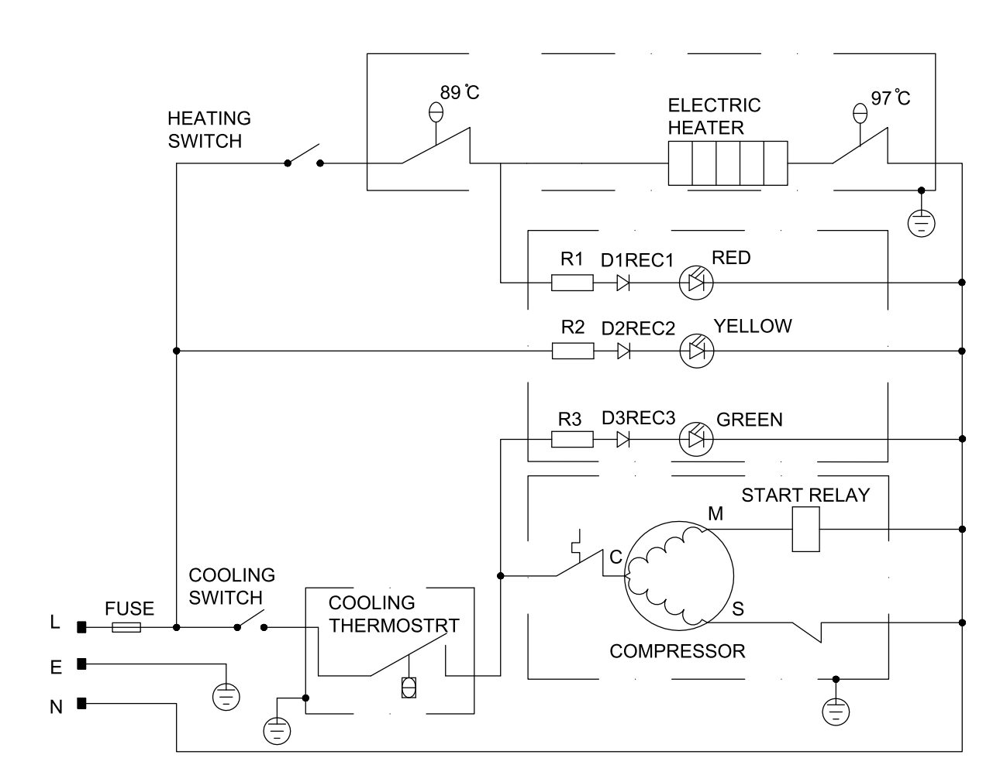 89℃
ELECTRIC
HEATER
97℃
HEATING
SWITCH
R1
D1REC1
RED
R2
D2REC2
YELLOW
R3
D3REC3
GREEN
START RELAY
M
C
S
COMPRESSOR
COOLING
SWITCH
COOLING
THERMOSTRT
FUSE
L
E
N